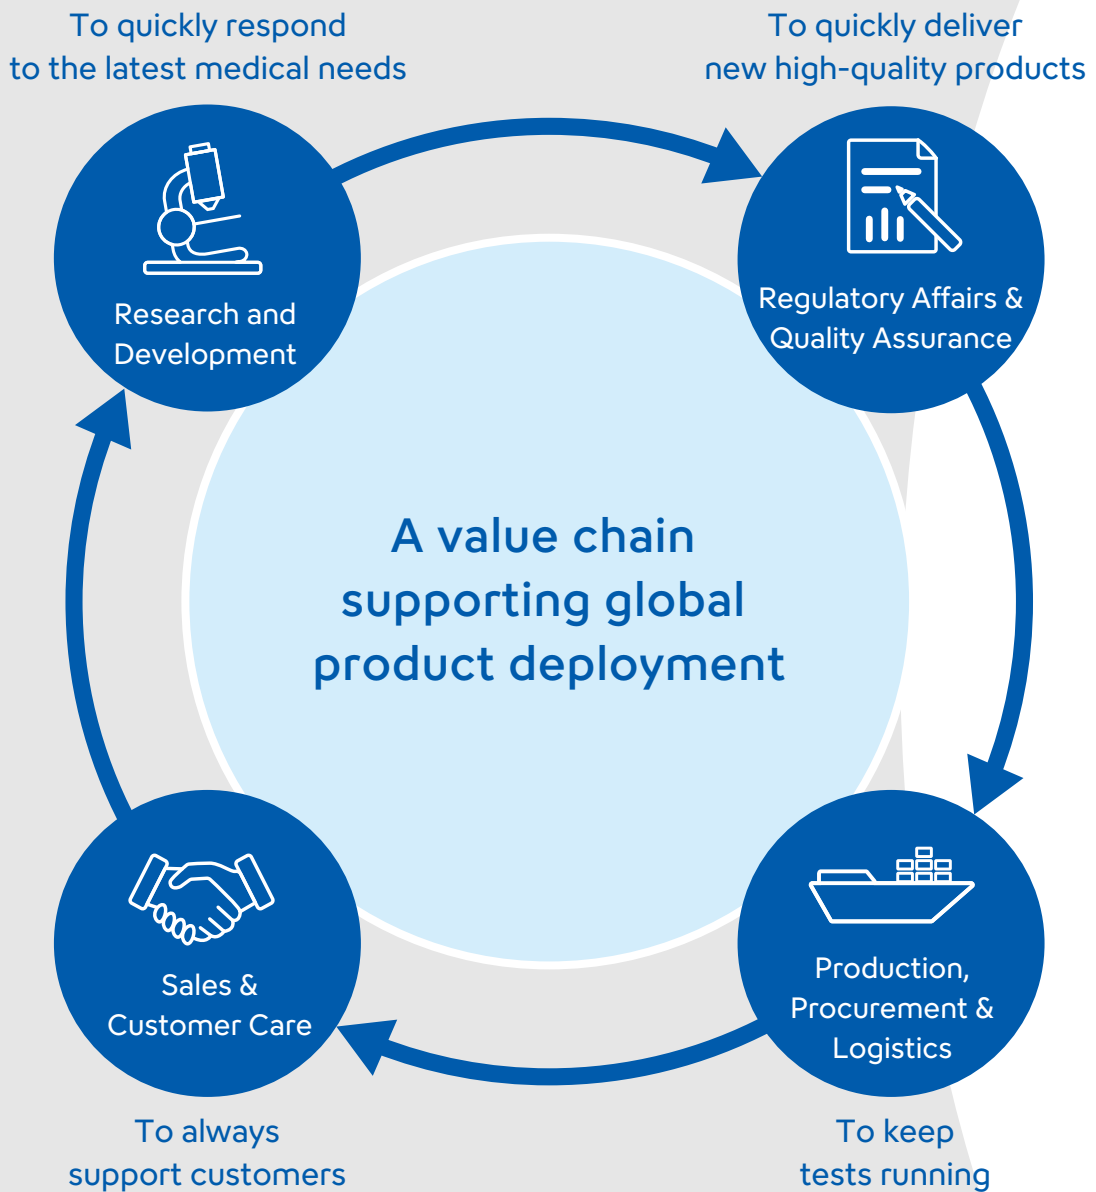 To quickly respond
to the latest medical needs
To quickly deliver
new high-quality products
Research and
Development
Regulatory Affairs &
Quality Assurance
A value chain
supporting global
product deployment
Sales &
Customer Care
Production,
Procurement &
Logistics
To always
support customers
To keep
tests running